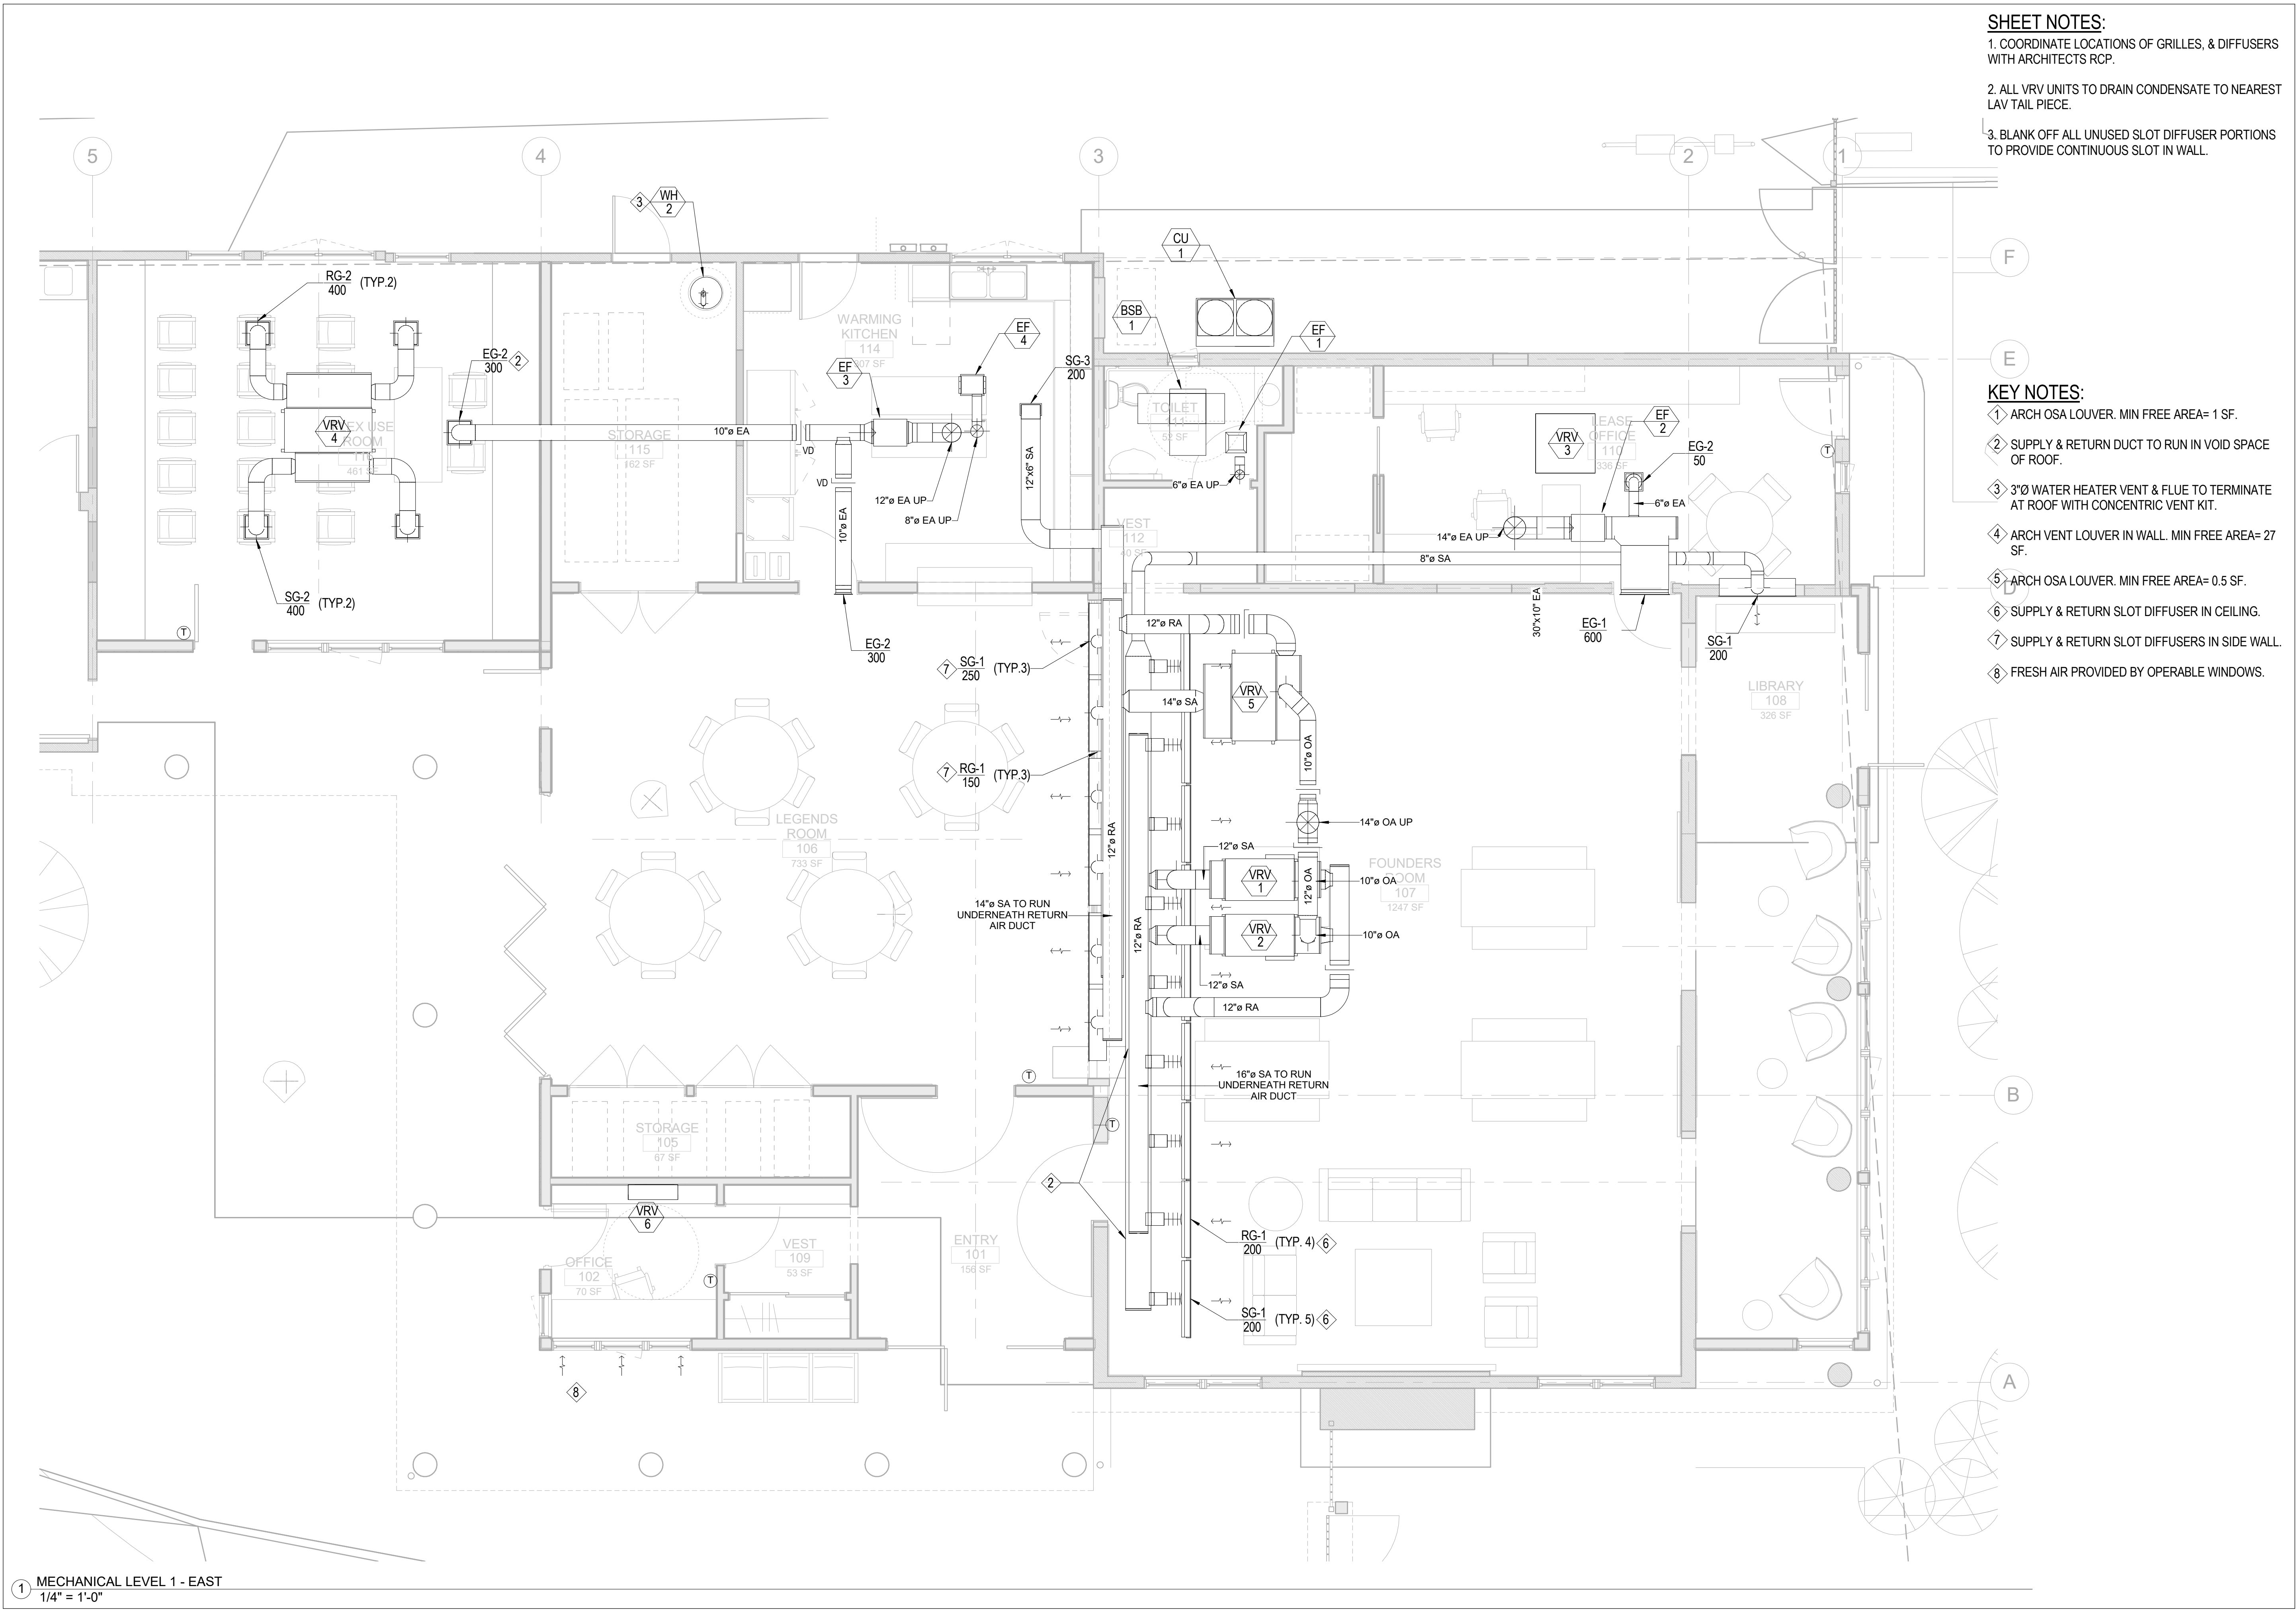 SHEET NOTES:
1. COORDINATE LOCATIONS OF GRILLES, & DIFFUSERS
WITH ARCHITECTS RCP.
2. ALL VRV UNITS TO DRAIN CONDENSATE TO NEAREST
LAV TAIL PIECE.
3. BLANK OFF ALL UNUSED SLOT DIFFUSER PORTIONS
TO PROVIDE CONTINUOUS SLOT IN WALL.
KEY NOTES:
1 ARCH OSA LOUVER. MIN FREE AREA= 1 SF.
2 SUPPLY & RETURN DUCT TO RUN IN VOID SPACE
OF ROOF.
3 3"Ø WATER HEATER VENT & FLUE TO TERMINATE
AT ROOF WITH CONCENTRIC VENT KIT.
4 ARCH VENT LOUVER IN WALL. MIN FREE AREA= 27
SF.
5 ARCH OSA LOUVER. MIN FREE AREA= 0.5 SF.
6 SUPPLY & RETURN SLOT DIFFUSER IN CEILING.
7 SUPPLY & RETURN SLOT DIFFUSERS IN SIDE WALL.
8 FRESH AIR PROVIDED BY OPERABLE WINDOWS.
5
4
3
2
1
F
E
D
B
A
3
WH
2
CU
1
BSB
1
EF
1
RG-2
400
(TYP.2)
EG-2
300
2
VRV
4
ROOM
461
SG-2
400
(TYP.2)
T
STORAGE
115
162 SF
10"ø EA
WARMING
KITCHEN
114
307 SF
EF
3
EF
4
SG-3
200
VD
VD
12"ø EA UP
8"ø EA UP
10"ø EA
12"x6" SA
EG-2
300
TOILET
111
52 SF
6"ø EA UP
VEST
112
40 SF
8"ø SA
14"ø EA UP
VRV
3
LEASE
OFFICE
110
336 SF
EF
2
EG-2
50
6"ø EA
T
30"x10" EA
EG-1
600
SG-1
200
LIBRARY
108
326 SF
7
SG-1
250
(TYP.3)
7
RG-1
150
(TYP.3)
12"ø RA
14"ø SA
VRV
5
10"ø OA
14"ø OA UP
12"ø RA
12"ø SA
VRV
1
12"ø OA
10"ø OA
VRV
2
10"ø OA
12"ø SA
12"ø RA
12"ø RA
FOUNDERS
ROOM
107
1247 SF
LEGENDS
ROOM
106
733 SF
14"ø SA TO RUN
UNDERNEATH RETURN
AIR DUCT
16"ø SA TO RUN
UNDERNEATH RETURN
AIR DUCT
T
T
2
STORAGE
105
67 SF
VRV
6
OFFICE
102
70 SF
T
VEST
109
53 SF
ENTRY
101
156 SF
RG-1
200
(TYP. 4)
6
SG-1
200
(TYP. 5)
6
8
1
MECHANICAL LEVEL 1 - EAST
1/4" = 1'-0"